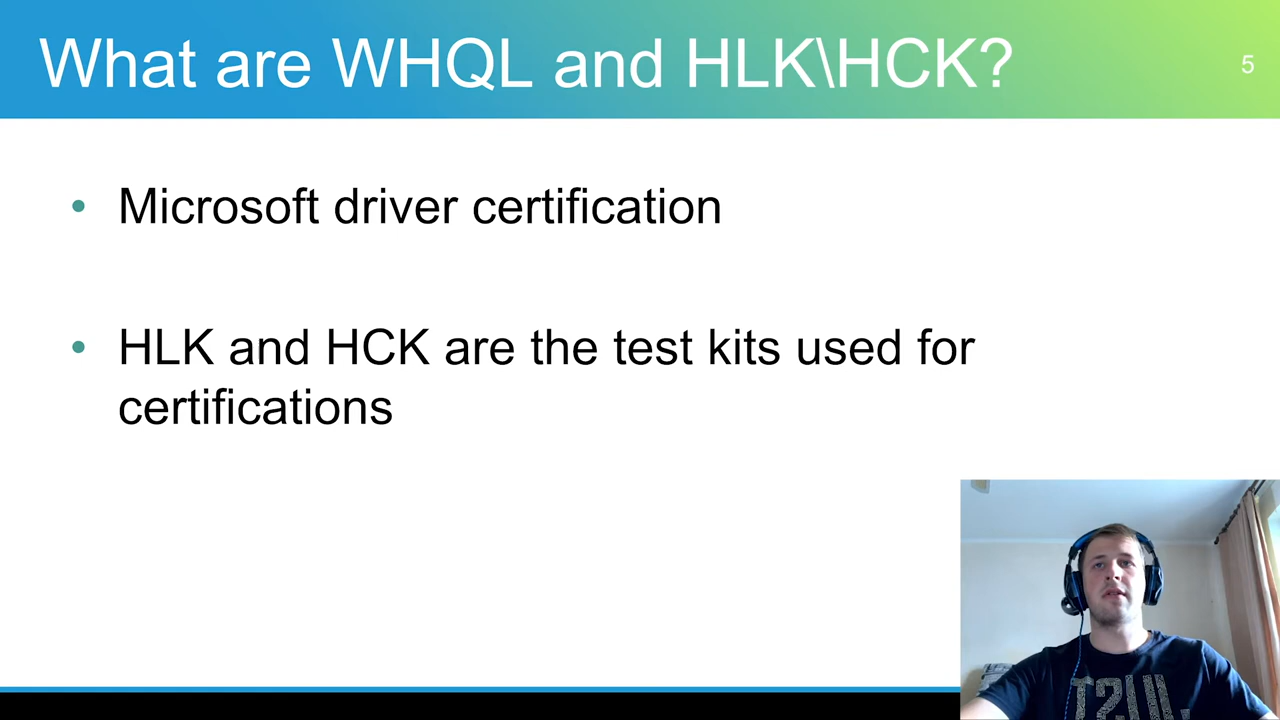 What are WHQL and HLK\HCK?
5
• Microsoft driver certification
• HLK and HCK are the test kits used for
certifications